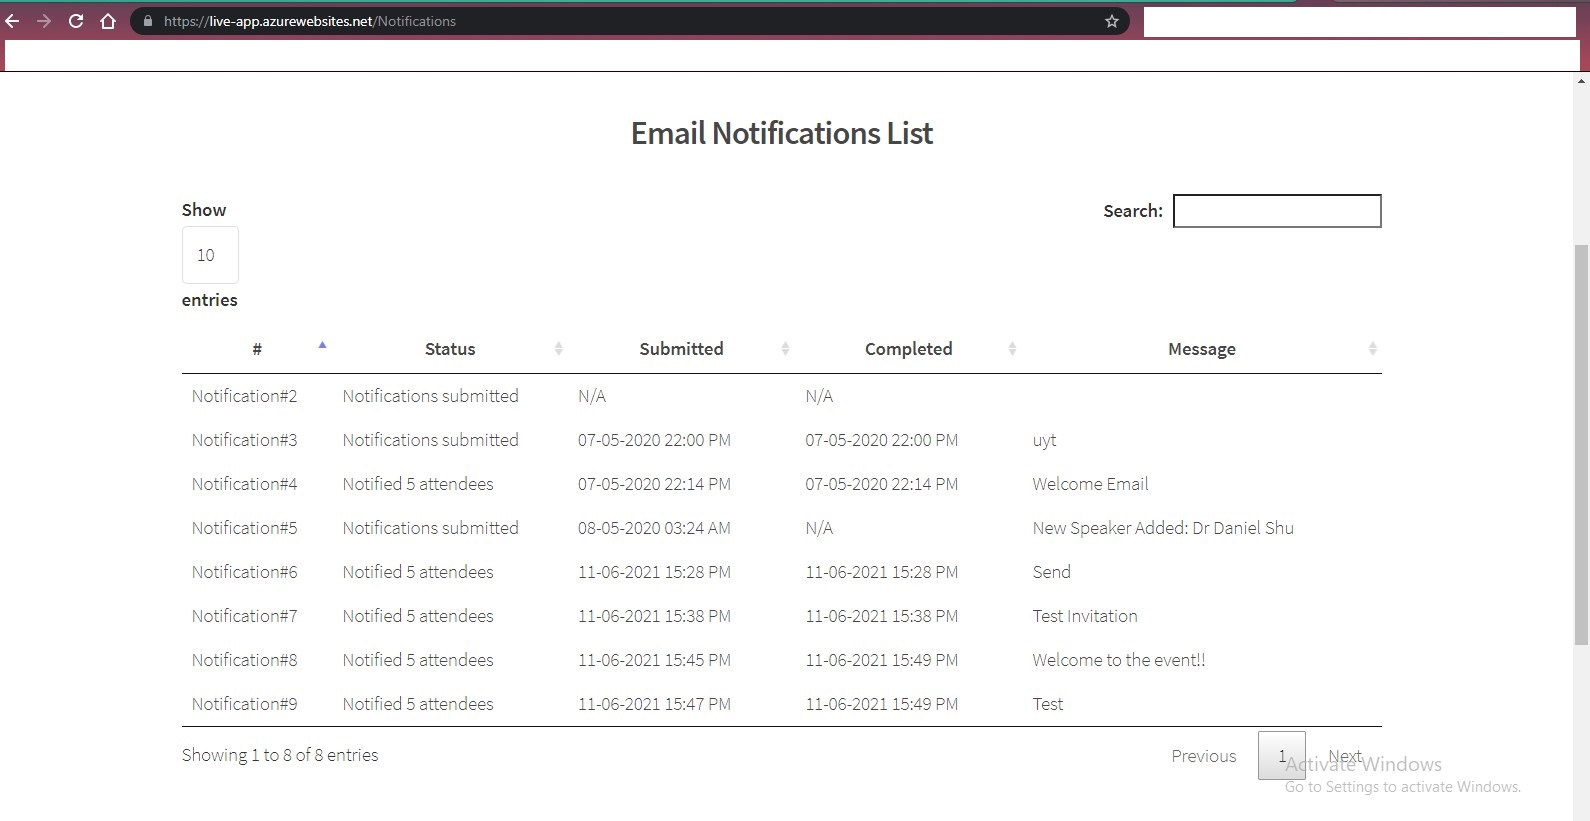 https://live-app.azurewebsites.net/Notifications
Email Notifications List
Show
10
entries
Search:
# Status Submitted Completed Message
Notification#2 Notifications submitted N/A N/A
Notification#3 Notifications submitted 07-05-2020 22:00 PM 07-05-2020 22:00 PM uyt
Notification#4 Notified 5 attendees 07-05-2020 22:14 PM 07-05-2020 22:14 PM Welcome Email
Notification#5 Notifications submitted 08-05-2020 03:24 AM N/A New Speaker Added: Dr Daniel Shu
Notification#6 Notified 5 attendees 11-06-2021 15:28 PM 11-06-2021 15:28 PM Send
Notification#7 Notified 5 attendees 11-06-2021 15:38 PM 11-06-2021 15:38 PM Test Invitation
Notification#8 Notified 5 attendees 11-06-2021 15:45 PM 11-06-2021 15:49 PM Welcome to the event!!
Notification#9 Notified 5 attendees 11-06-2021 15:47 PM 11-06-2021 15:49 PM Test
Showing 1 to 8 of 8 entries
Previous 1 Next
Activate Windows
Go to Settings to activate Windows.